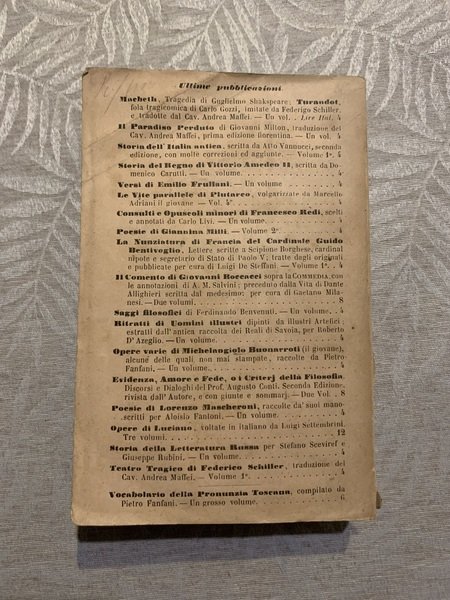 Ultime pubblicazioni
Macbeth, Tragedia di Guglielmo Shakspeare; Turandot,
fola tragicomica di Carlo Gozzi, imitate da Federigo Schiller,
e tradotte dal Cav. Andrea Maffei. — Un vol. . Lire Ital. 4
Il Paradiso Perduto di Giovanni Milton, traduzione del
Cav. Andrea Maffei, prima edizione fiorentina. — Un vol. 4
Storia dell'Italia antica, scritta da Atto Vannucci, seconda
edizione, con molte correzioni ed aggiunte. — Volume 1º. 4
Storia del Regno di Vittorio Amedeo II, scritta da Do-
menico Carutti. — Un volume. 4
Versi di Emilio Frullani. — Un volume 4
Le Vite parallele di Plutarco, volgarizzate da Marcello
Adriani il giovane — Vol. 4º. 4
Consulti e Opuscoli minori di Francesco Redi, scelti
e annotati da Carlo Livi. — Un volume. 4
Poesie di Giannina Milli. — Volume 2º. 4
La Nunziatura di Francia del Cardinale Guido
Bentivoglio, Lettere scritte a Scipione Borghese, cardinal
nipote e segretario di Stato di Paolo V; tratte dagli originali
e pubblicate per cura di Luigi De Steffani. — Volume 1º. . 4
Il Comento di Giovanni Boccacci sopra la COMMEDIA, con
le annotazioni di A. M. Salvini; preceduto dalla Vita di Dante
Allighieri scritta dal medesimo: per cura di Gaetano Mila-
nesi. — Due volumi. 8
Saggi filosofici di Ferdinando Benvenuti. — Un volume. . 4
Ritratti di Uomini illustri dipinti da illustri Artefici,
estratti dall'antica raccolta dei Reali di Savoia, per Roberto
D'Azeglio. — Un volume. 4
Opere varie di Michelangiolo Buonarroti (il giovane),
alcune delle quali non mai stampate, raccolte da Pietro
Fanfani. — Un volume. 4
Evidenza, Amore e Fede, o i Criterj della Filosofia,
Discorsi e Dialoghi del Prof. Augusto Conti. Seconda Edizione,
rivista dall'Autore, e con giunte e sommarj. — Due Vol. . 8
Poesie di Lorenzo Mascheroni, raccolte da' suoi mano-
scritti per Aloisio Fantoni. — Un volume. 4
Opere di Luciano, voltate in italiano da Luigi Settembrini.
Tre volumi. 12
Storia della Letteratura Russa per Stefano Sceviref e
Giuseppe Rubini. — Un volume. 4
Teatro Tragico di Federico Schiller, traduzione del
Cav. Andrea Maffei. — Volume 1º. 4
Vocabolario della Pronunzia Toscana, compilato da
Pietro Fanfani. — Un grosso volume. 6